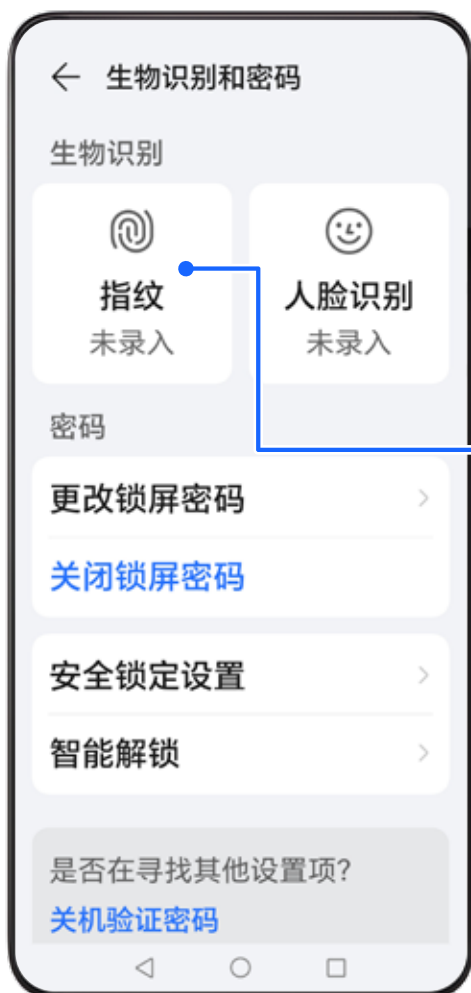 生物识别和密码
生物识别
指纹
未录入
人脸识别
未录入
密码
更改锁屏密码
关闭锁屏密码
安全锁定设置
智能解锁
是否在寻找其他设置项？
关机验证密码